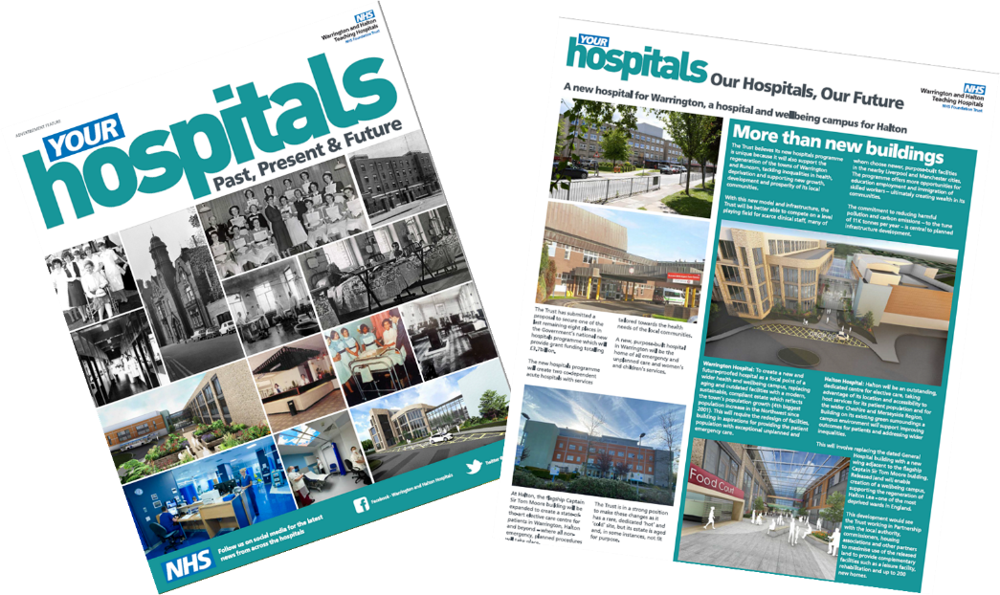 NHS
Warrington and Halton
Teaching Hospitals
NHS Foundation Trust
ADVERTISEMENT FEATURE
YOUR
hospitals
Past, Present & Future
Facebook - Warrington and Halton Hospitals
Twitter
NHS
Follow us on social media for the latest
news from across the hospitals
YOUR
hospitals Our Hospitals, Our Future
NHS
Warrington and Halton
Teaching Hospitals
NHS Foundation Trust
A new hospital for Warrington, a hospital and wellbeing campus for Halton
The Trust has submitted a
proposal to secure one of the
last remaining eight places in
the Government's national new
hospitals programme which will
provide grant funding totalling
£3.7billion.
The new hospitals programme
will create two co-dependent
acute hospitals with services
tailored towards the health
needs of the local communities.
A new, purpose-built hospital
in Warrington will be the
home of all emergency and
unplanned care and women's
and children's services.
At Halton, the flagship Captain
Sir Tom Moore building will be
expanded to create a state-of-
the-art elective care centre for
patients in Warrington, Halton
and beyond – where all non-
emergency, planned procedures
will take place.
The Trust is in a strong position
to make these changes as it
has a rare, dedicated 'hot' and
'cold' site, but its estate is aged
and, in some instances, not fit
for purpose.
More than new buildings
The Trust believes its new hospitals programme
is unique because it will also support the
regeneration of the towns of Warrington
and Runcorn, tackling inequalities in health,
deprivation and supporting new growth,
development and prosperity of its local
communities.
With this new model and infrastructure, the
Trust will be better able to compete on a level
playing field for scarce clinical staff, many of
whom choose newer, purpose-built facilities
in the nearby Liverpool and Manchester cities.
The programme offers more opportunities for
education employment and immigration of
skilled workers – ultimately creating wealth in its
communities.
The commitment to reducing harmful
pollution and carbon emissions – to the tune
of 11K tonnes per year – is central to planned
infrastructure development.
Warrington Hospital: To create a new and
future-proofed hospital as a focal point of a
wider health and wellbeing campus, replacing
aging and outdated facilities with a modern,
sustainable, compliant estate which reflects
the town's population growth (4th biggest
population increase in the Northwest since
2001). This will require the redesign of facilities,
building in aspirations for providing the patient
population with exceptional unplanned and
emergency care.
Halton Hospital: Halton will be an outstanding,
dedicated centre for elective care, taking
advantage of its location and accessibility to
host services for its patient population and for
the wider Cheshire and Merseyside Region,
building on its existing green surroundings. A
campus environment will support improving
outcomes for patients and addressing wider
inequalities.
This will involve replacing the dated General
Hospital building with a new
wing adjacent to the flagship
Captain Sir Tom Moore building.
Released land will enable
creation of a wellbeing campus,
supporting the regeneration of
Halton Lea – one of the most
deprived wards in England.
This development would see
the Trust working in Partnership
with the local authority,
commissioners, housing
associations and other partners
to maximise use of the released
land to provide complementary
facilities such as a leisure facility,
rehabilitation and up to 200
new homes.
Food Court